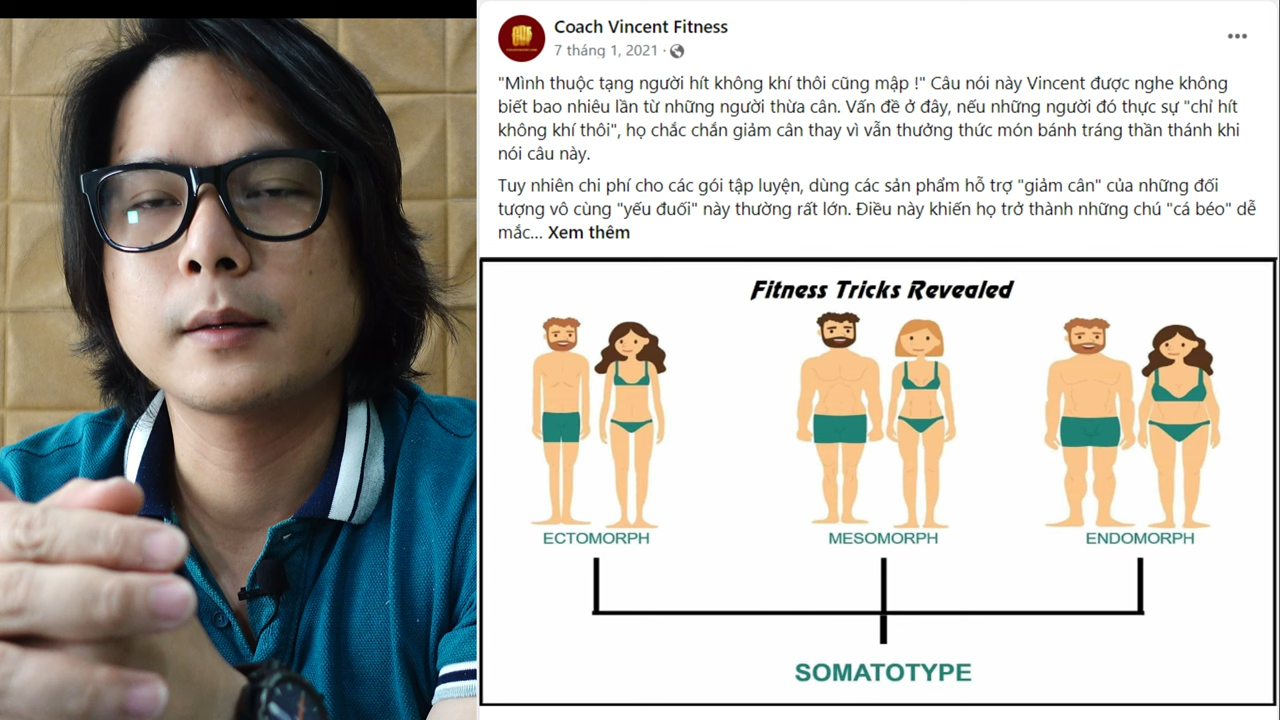 Coach Vincent Fitness
7 tháng 1, 2021 ·
"Mình thuộc tạng người hít không khí thôi cũng mập !" Câu nói này Vincent được nghe không
biết bao nhiêu lần từ những người thừa cân. Vấn đề ở đây, nếu những người đó thực sự "chỉ hít
không khí thôi", họ chắc chắn giảm cân thay vì vẫn thưởng thức món bánh tráng thần thánh khi
nói câu này.
Tuy nhiên chi phí cho các gói tập luyện, dùng các sản phẩm hỗ trợ "giảm cân" của những đối
tượng vô cùng "yếu đuối" này thường rất lớn. Điều này khiến họ trở thành những chú "cá béo" dễ
mắc... Xem thêm
Fitness Tricks Revealed
ECTOMORPH
MESOMORPH
ENDOMORPH
SOMATOTYPE